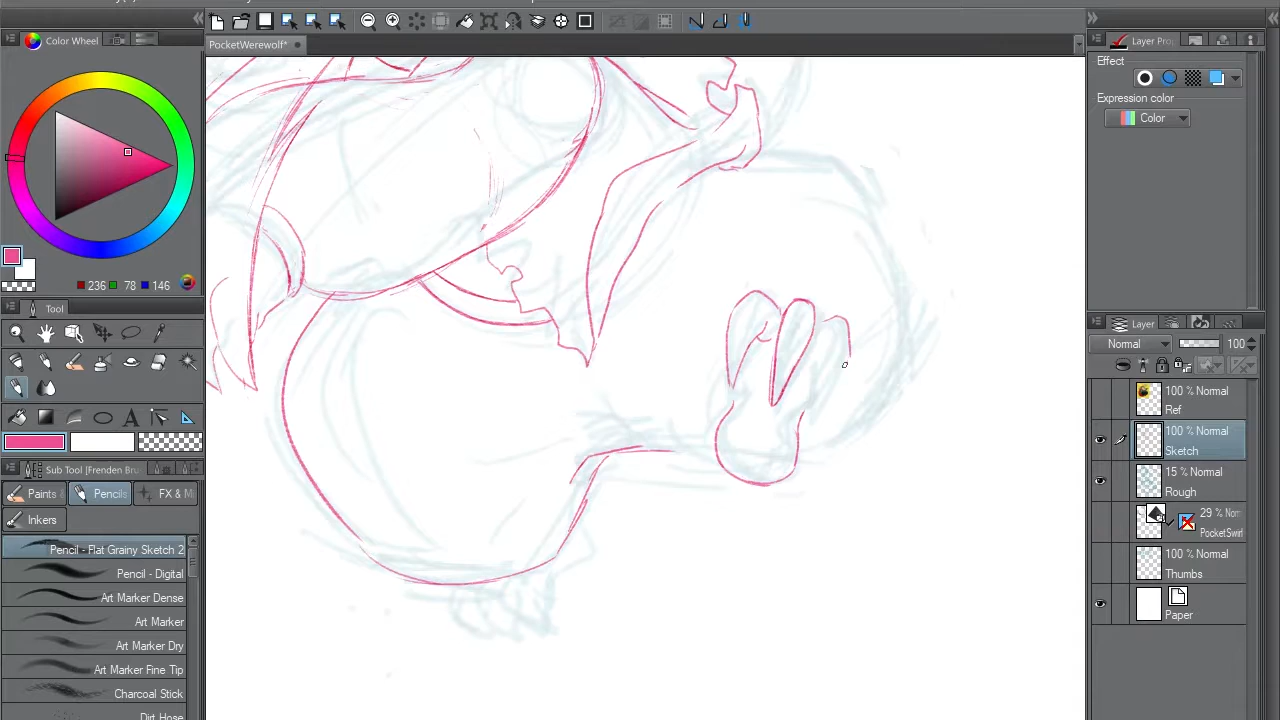 PocketWerewolf*
Color Wheel
236 78 146
Tool
Sub Tool [Frenden Bru
Paints
Pencils
FX & M
Inkers
Pencil - Flat Grainy Sketch 2
Pencil - Digital
Art Marker Dense
Art Marker
Art Marker Dry
Art Marker Fine Tip
Charcoal Stick
Dirt Hose
Layer Prop
Effect
Expression color
Color
Layer
Normal 100
100 % Normal
Ref
100 % Normal
Sketch
15 % Normal
Rough
29 % Norm
PocketSwirl
100 % Normal
Thumbs
Paper